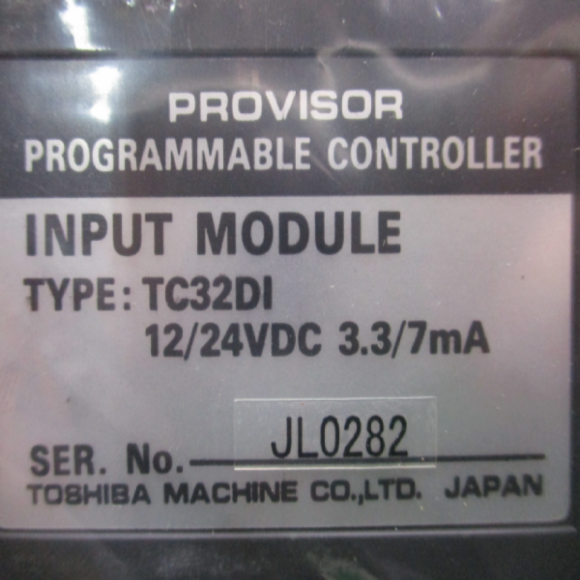 PROVISOR
PROGRAMMABLE CONTROLLER
INPUT MODULE
TYPE: TC32DI
12/24VDC 3.3/7mA
SER. No. JL0282
TOSHIBA MACHINE CO.,LTD. JAPAN